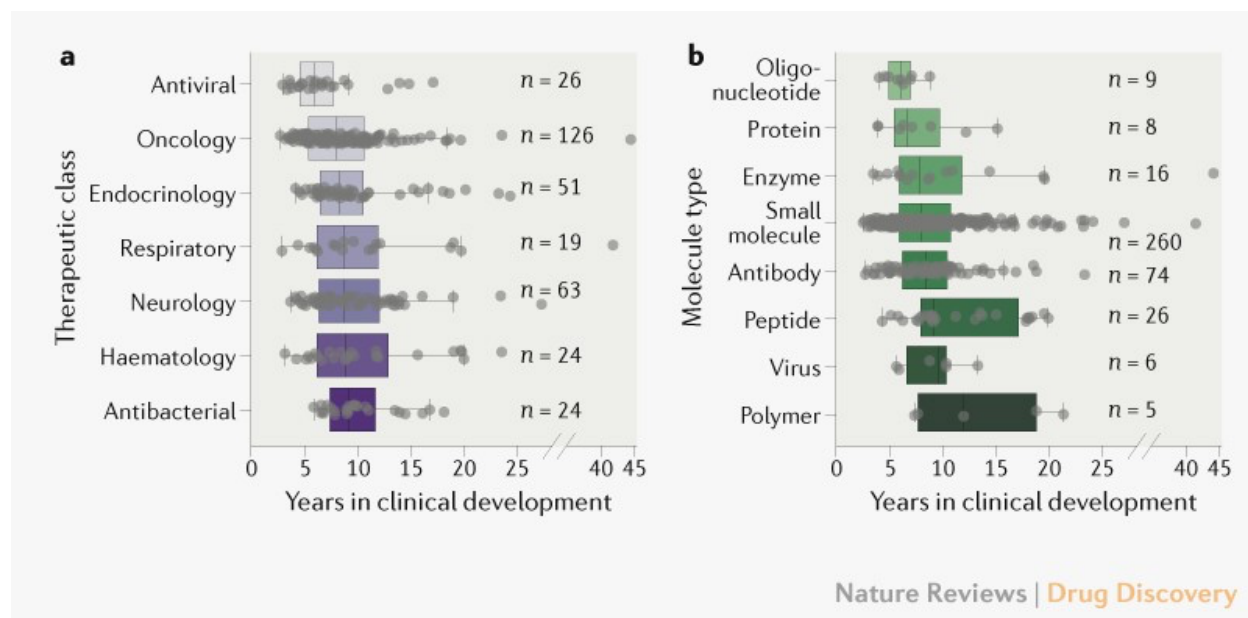 a
Therapeutic class
Antiviral
n = 26
Oncology
n = 126
Endocrinology
n = 51
Respiratory
n = 19
Neurology
n = 63
Haematology
n = 24
Antibacterial
n = 24
0 5 10 15 20 25 40 45
Years in clinical development
b
Molecule type
Oligo-
nucleotide
n = 9
Protein
n = 8
Enzyme
n = 16
Small
molecule
n = 260
Antibody
n = 74
Peptide
n = 26
Virus
n = 6
Polymer
n = 5
0 5 10 15 20 25 40 45
Years in clinical development
Nature Reviews | Drug Discovery